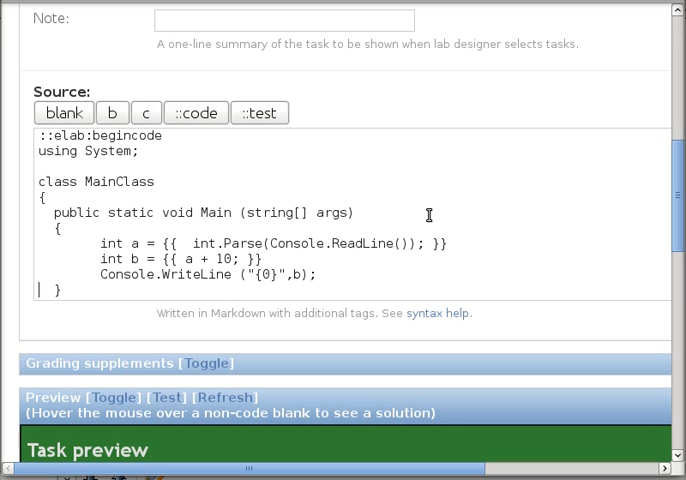 Note:
A one-line summary of the task to be shown when lab designer selects tasks.
Source:
blank b c ::code ::test
::elab:begincode
using System;
class MainClass
{
public static void Main (string[] args)
{
int a = {{  int.Parse(Console.ReadLine()); }}
int b = {{ a + 10; }}
Console.WriteLine ("{0}",b);
}
Written in Markdown with additional tags. See syntax help.
Grading supplements [Toggle]
Preview [Toggle] [Test] [Refresh]
(Hover the mouse over a non-code blank to see a solution)
Task preview